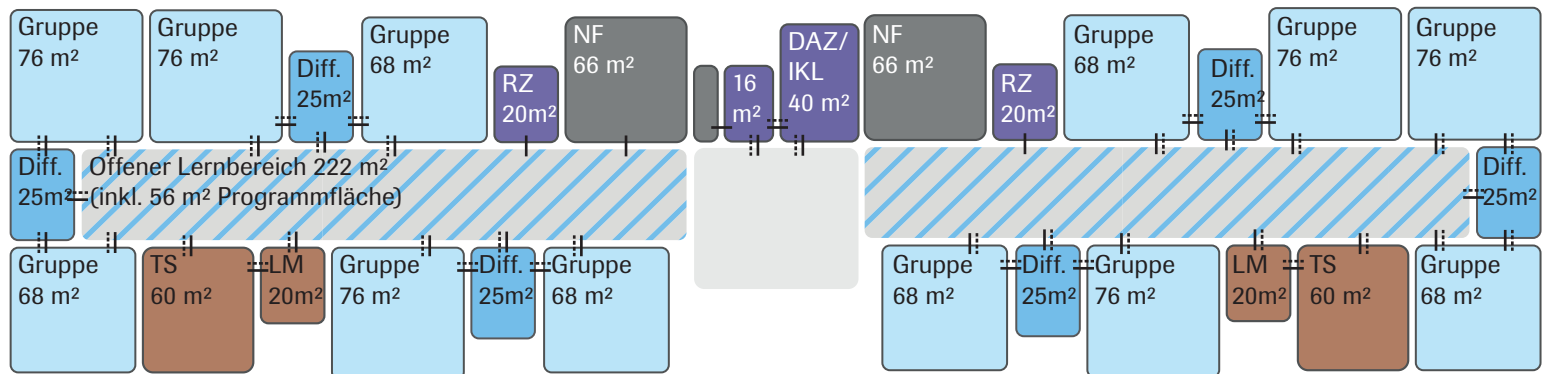 Gruppe
76 m²
Gruppe
76 m²
Diff.
25m²
Gruppe
68 m²
RZ
20m²
NF
66 m²
16
m²
DAZ/
IKL
40 m²
NF
66 m²
RZ
20m²
Gruppe
68 m²
Diff.
25m²
Gruppe
76 m²
Gruppe
76 m²
Diff.
25m²
Offener Lernbereich 222 m²
(inkl. 56 m² Programmfläche)
Diff.
25m²
Gruppe
68 m²
TS
60 m²
LM
20m²
Gruppe
76 m²
Diff.
25m²
Gruppe
68 m²
Gruppe
68 m²
Diff.
25m²
Gruppe
76 m²
LM
20m²
TS
60 m²
Gruppe
68 m²